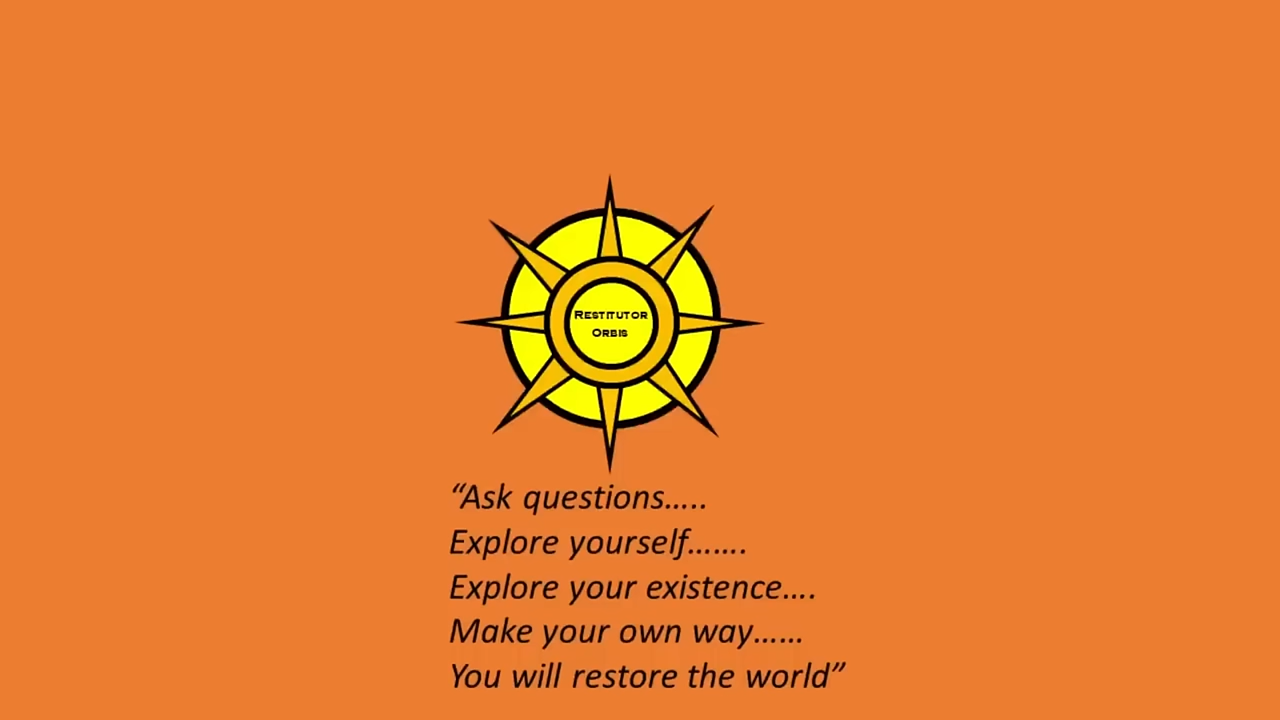 Restitutor
Orbis
“Ask questions…..
Explore yourself…….
Explore your existence….
Make your own way……
You will restore the world”